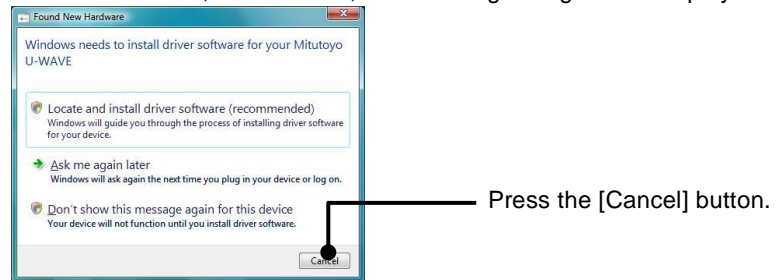 Found New Hardware
Windows needs to install driver software for your Mitutoyo
U-WAVE
Locate and install driver software (recommended)
Windows will guide you through the process of installing driver software
for your device.
Ask me again later
Windows will ask again the next time you plug in your device or log on.
Don't show this message again for this device
Your device will not function until you install driver software.
Press the [Cancel] button.
Cancel